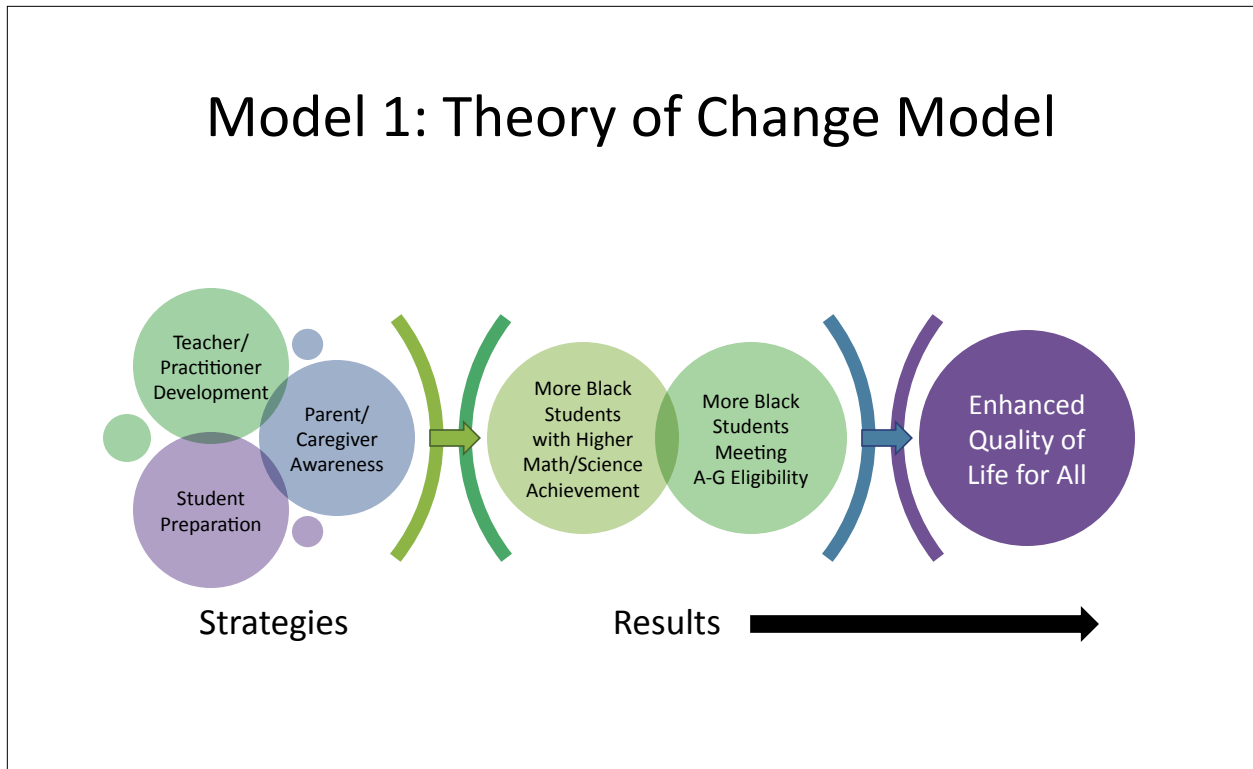 Model 1: Theory of Change Model
Teacher/
Practitioner
Development
Parent/
Caregiver
Awareness
Student
Preparation
More Black
Students
with Higher
Math/Science
Achievement
More Black
Students
Meeting
A-G Eligibility
Enhanced
Quality of
Life for All
Strategies
Results